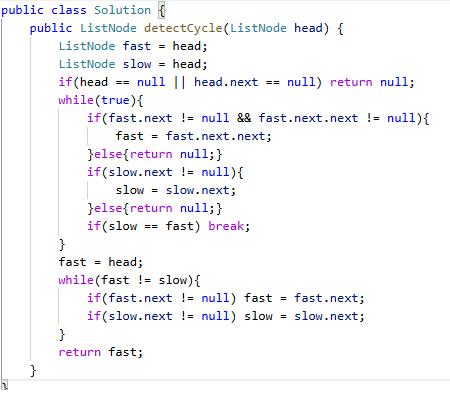 public class Solution {
    public ListNode detectCycle(ListNode head) {
        ListNode fast = head;
        ListNode slow = head;
        if(head == null || head.next == null) return null;
        while(true){
            if(fast.next != null && fast.next.next != null){
                fast = fast.next.next;
            }else{return null;}
            if(slow.next != null){
                slow = slow.next;
            }else{return null;}
            if(slow == fast) break;
        }
        fast = head;
        while(fast != slow){
            if(fast.next != null) fast = fast.next;
            if(slow.next != null) slow = slow.next;
        }
        return fast;
    }
}